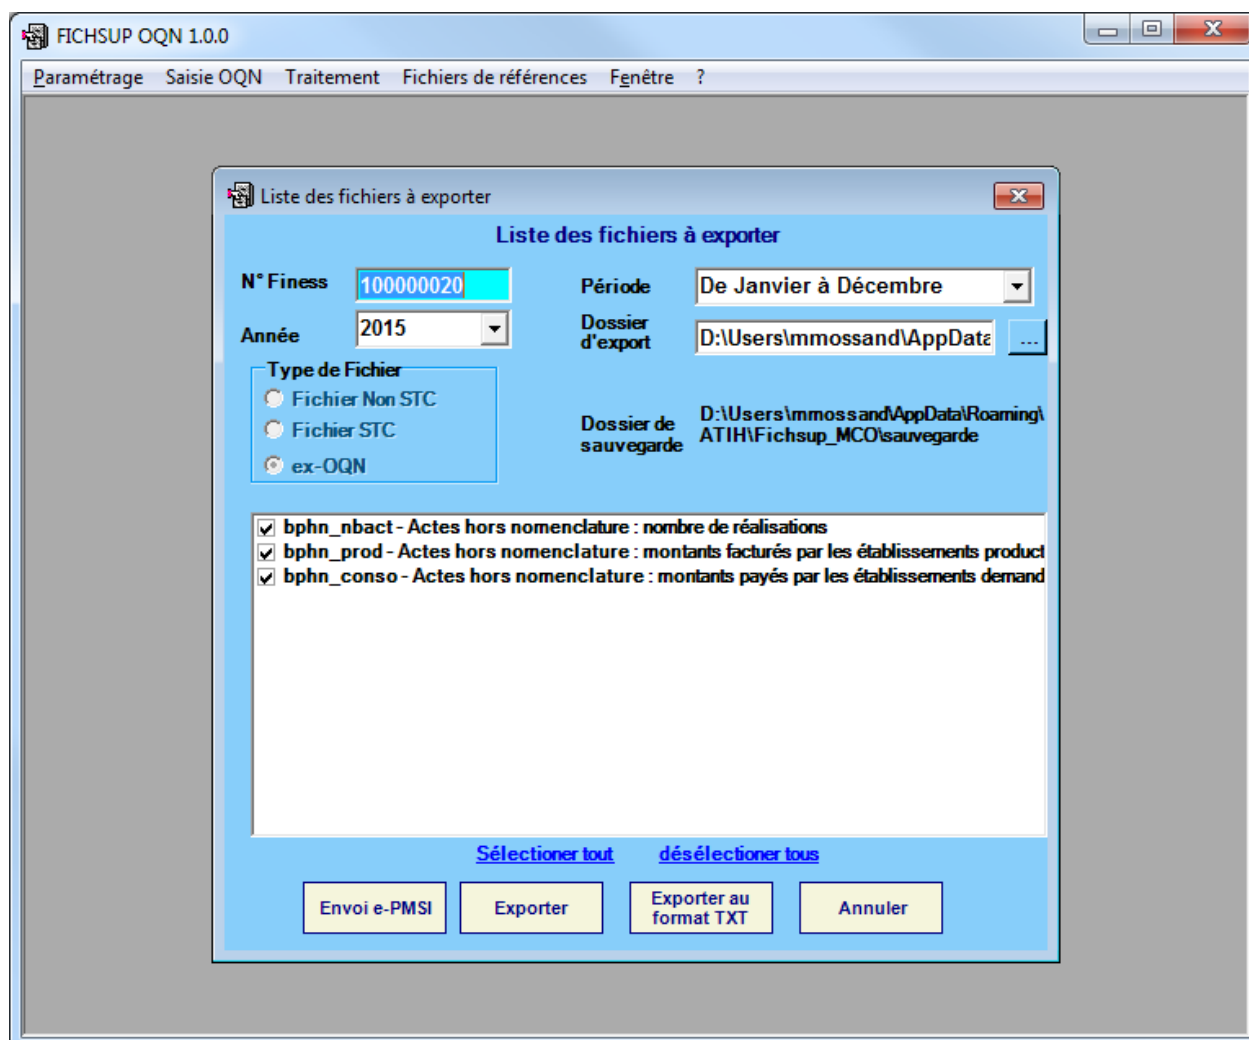 FICHSUP OQN 1.0.0
Paramétrage Saisie OQN Traitement Fichiers de références Fenêtre ?
Liste des fichiers à exporter
Liste des fichiers à exporter
N° Finess 100000020 Période De Janvier à Décembre
Année 2015 Dossier d'export D:\Users\mmossand\AppData ...
Type de Fichier
Fichier Non STC
Fichier STC
ex-OQN
Dossier de sauvegarde
D:\Users\mmossand\AppData\Roaming\
ATIH\Fichsup_MCO\sauvegarde
bphn_nbact - Actes hors nomenclature : nombre de réalisations
bphn_prod - Actes hors nomenclature : montants facturés par les établissements product
bphn_conso - Actes hors nomenclature : montants payés par les établissements demand
Sélectioner tout désélectioner tous
Envoi e-PMSI Exporter Exporter au format TXT Annuler